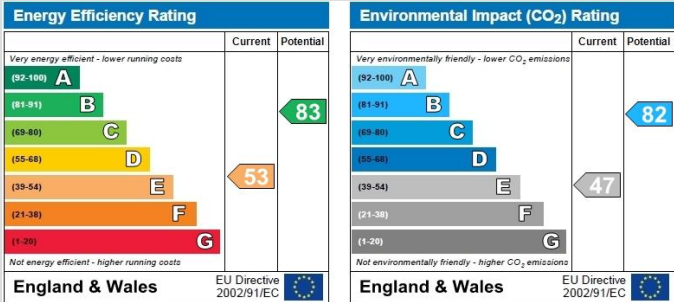 Energy Efficiency Rating
Current Potential
Very energy efficient - lower running costs
(92-100) A
(81-91) B
83
(69-80) C
(55-68) D
53
(39-54) E
(21-38) F
(1-20) G
Not energy efficient - higher running costs
England & Wales
EU Directive
2002/91/EC
Environmental Impact (CO₂) Rating
Current Potential
Very environmentally friendly - lower CO₂ emissions
(92-100) A
(81-91) B
82
(69-80) C
(55-68) D
(39-54) E
47
(21-38) F
(1-20) G
Not environmentally friendly - higher CO₂ emissions
England & Wales
EU Directive
2002/91/EC